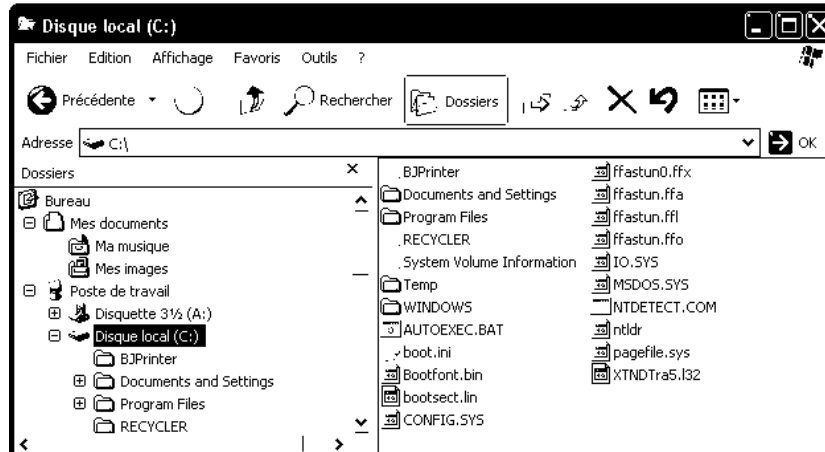 Disque local (C:)
Fichier Edition Affichage Favoris Outils ?
Précédente Rechercher Dossiers
Adresse C:\ OK
Dossiers
Bureau
Mes documents
Ma musique
Mes images
Poste de travail
Disquette 3½ (A:)
Disque local (C:)
BJPrinter
Documents and Settings
Program Files
RECYCLER
BJPrinter
Documents and Settings
Program Files
RECYCLER
System Volume Information
Temp
WINDOWS
AUTOEXEC.BAT
boot.ini
Bootfont.bin
bootsect.lin
CONFIG.SYS
ffastun0.ffx
ffastun.ffa
ffastun.ffl
ffastun.ffo
IO.SYS
MSDOS.SYS
NTDETECT.COM
ntldr
pagefile.sys
XTNDTra5.l32